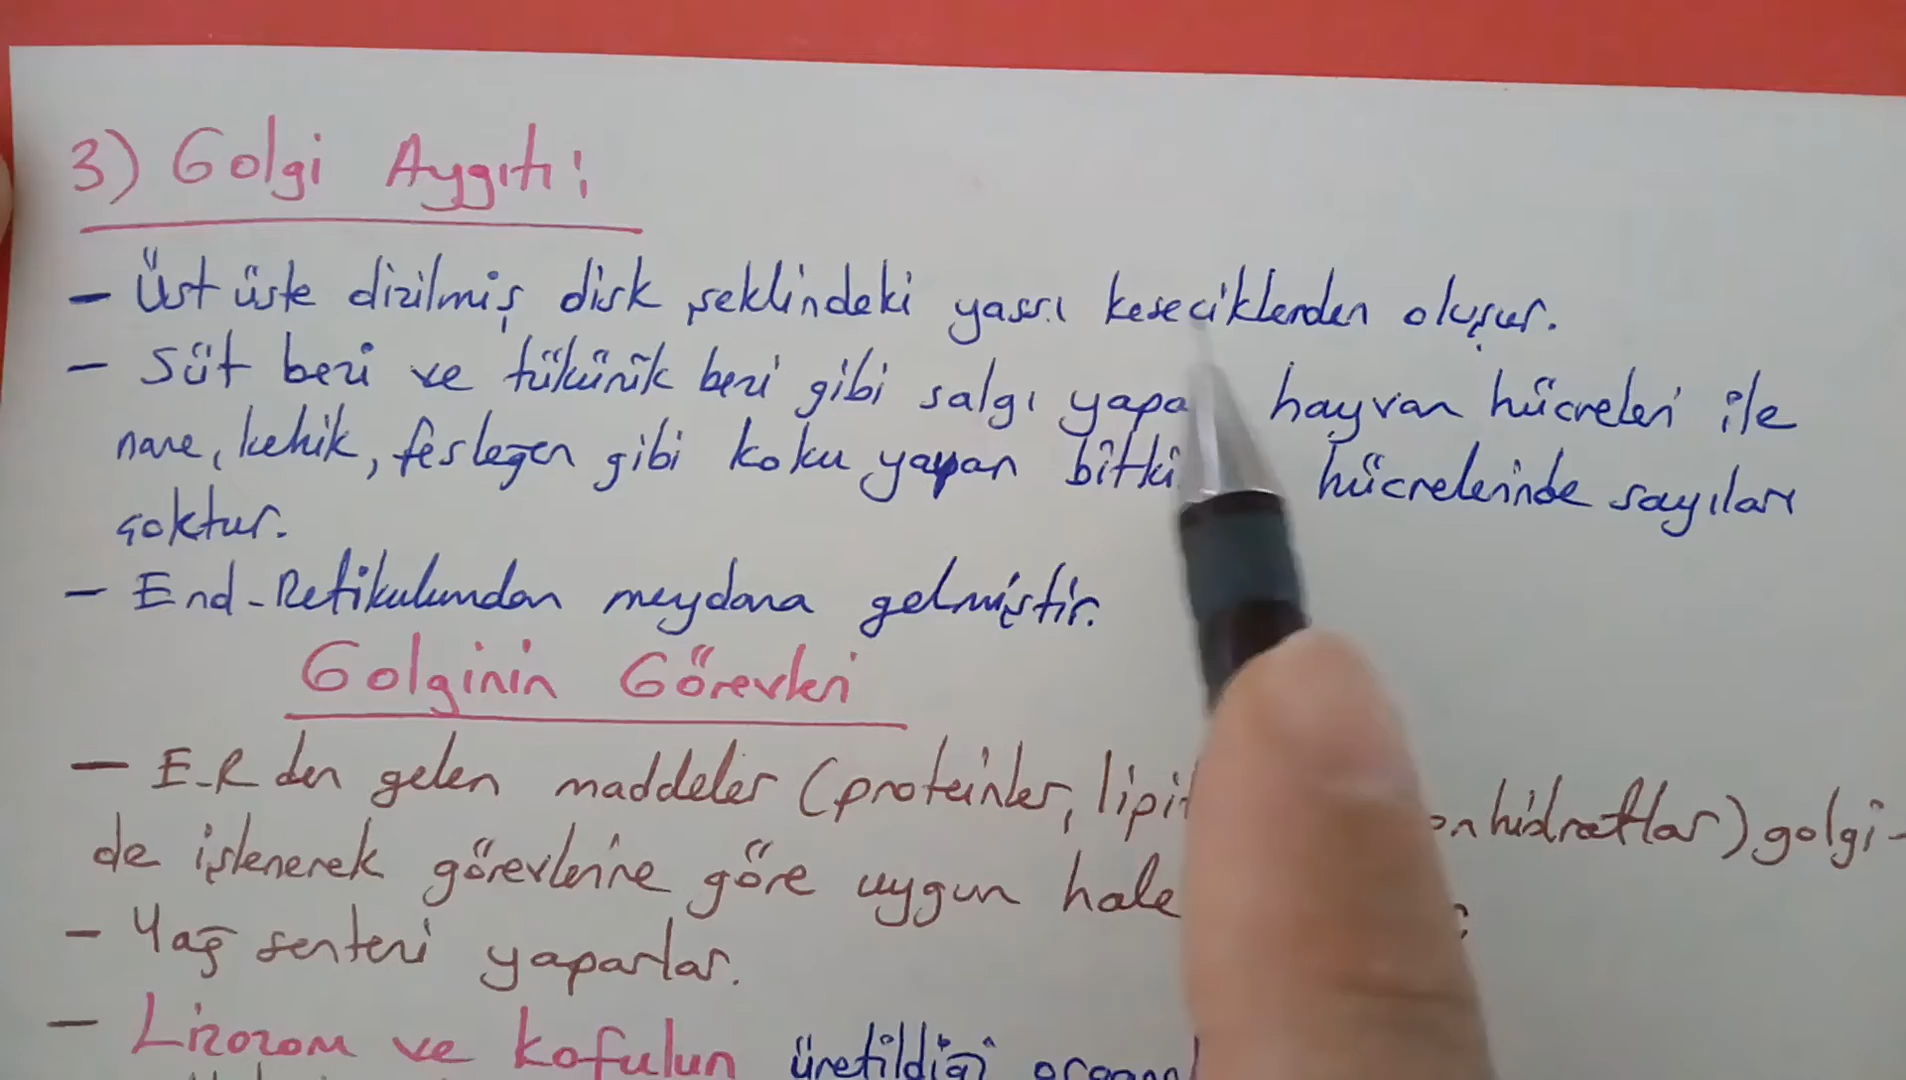 3) Golgi Aygıtı:
- Üst üste dizilmiş disk şeklindeki yassı keseciklerden oluşur.
- Süt bezi ve tükürük bezi gibi salgı yapan hayvan hücreleri ile
nane, kekik, fesleğen gibi koku yapan bitki hücrelerinde sayıları
çoktur.
- End-Retikulumdan meydana gelmiştir.
Golginin Görevleri
- E.R den gelen maddeler (proteinler, golgi-
de işlenerek görevlerine göre uygun hale
- Yağ sentezi yaparlar.
- Lizozom ve kofulun üretildiği